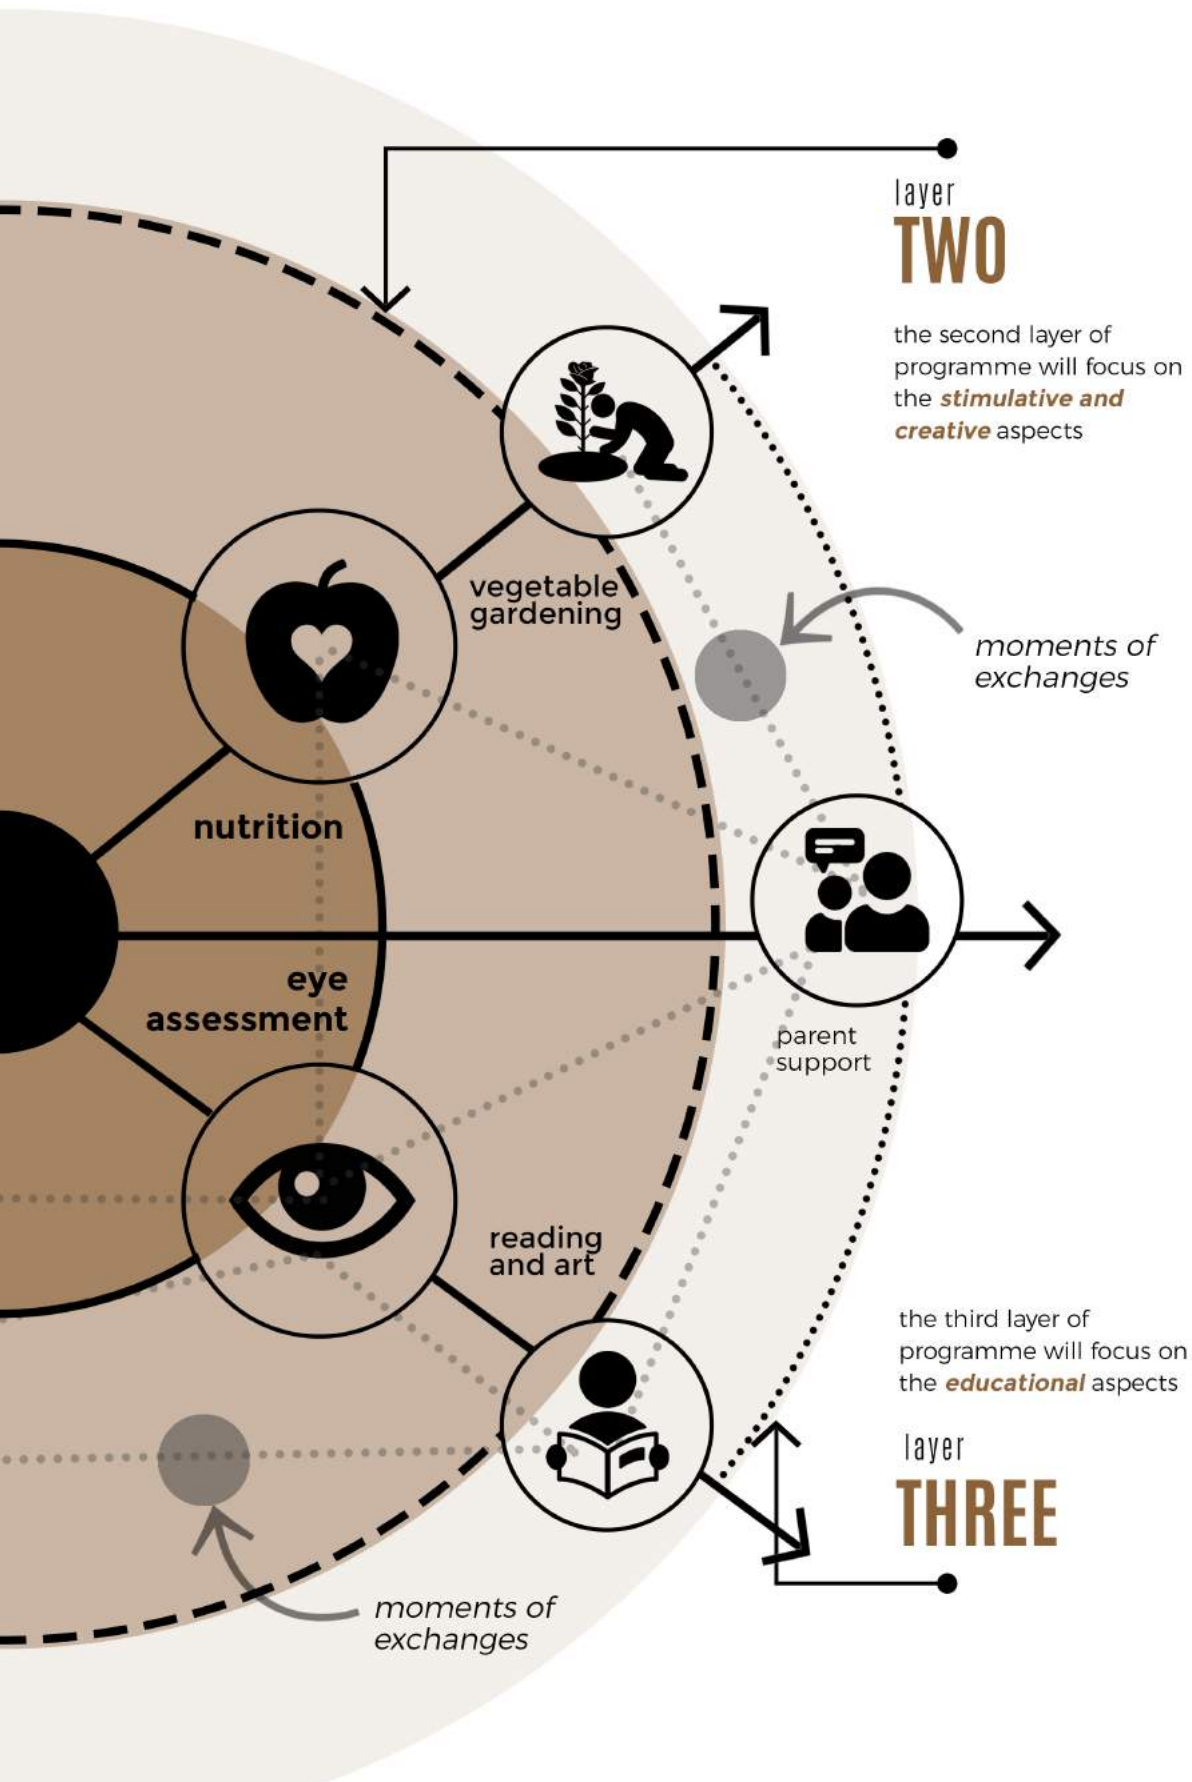 layer
TWO
the second layer of
programme will focus on
the stimulative and
creative aspects
vegetable
gardening
moments of
exchanges
nutrition
eye
assessment
parent
support
reading
and art
the third layer of
programme will focus on
the educational aspects
layer
THREE
moments of
exchanges